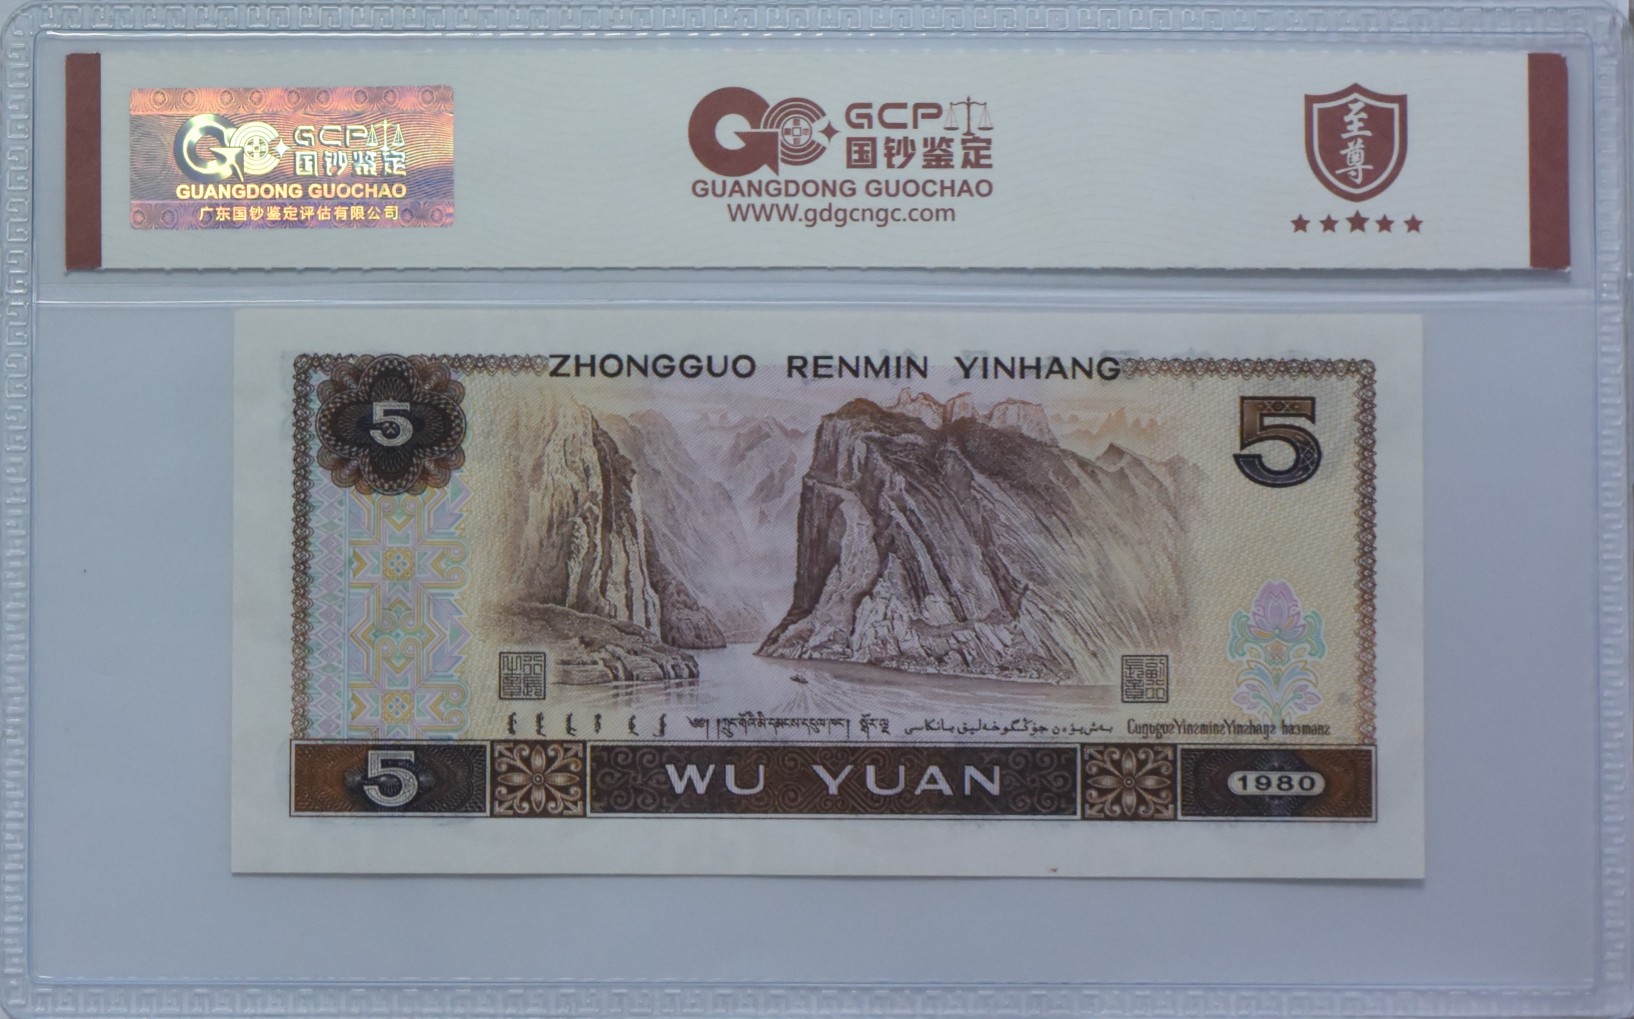 GCP
国钞鉴定
GUANGDONG GUOCHAO
广东国钞鉴定评估有限公司
GCP
国钞鉴定
GUANGDONG GUOCHAO
WWW.gdgcngc.com
至尊
ZHONGGUO RENMIN YINHANG
5
5
CuŋogozYinzminzYinzhaŋz hazmanz
5
WU YUAN
1980